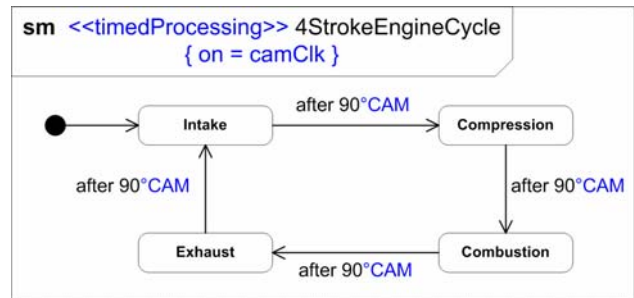 sm <<timedProcessing>> 4StrokeEngineCycle
{ on = camClk }
after 90°CAM
Intake
Compression
after 90°CAM
after 90°CAM
Exhaust
Combustion
after 90°CAM